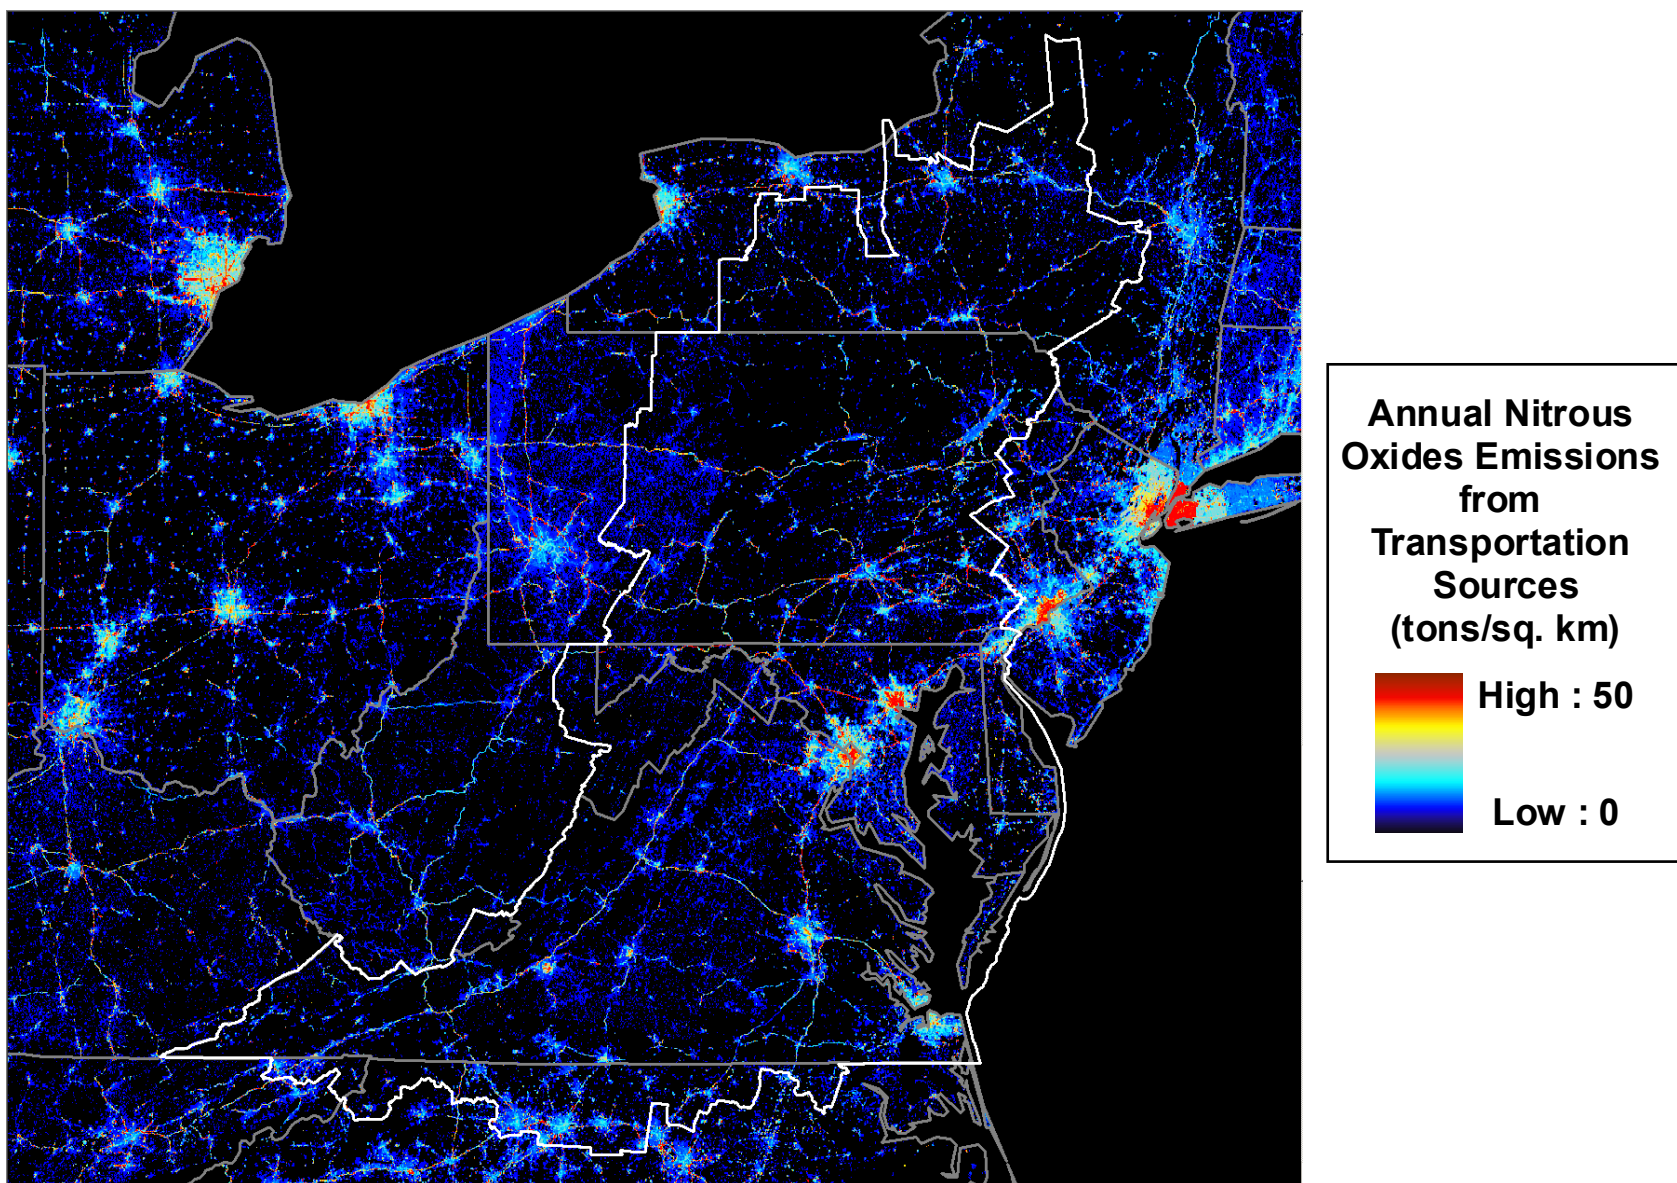 Annual Nitrous
Oxides Emissions
from
Transportation
Sources
(tons/sq. km)
High : 50
Low : 0